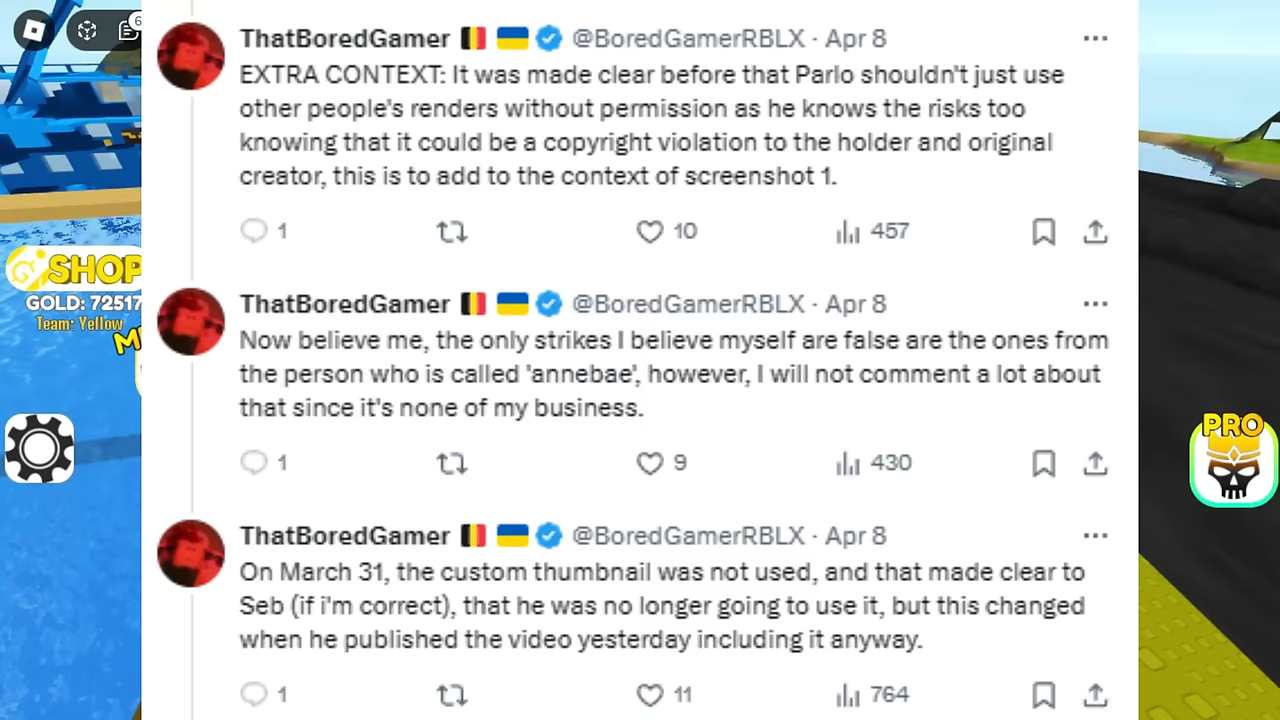 6
ThatBoredGamer @BoredGamerRBLX · Apr 8
EXTRA CONTEXT: It was made clear before that Parlo shouldn't just use
other people's renders without permission as he knows the risks too
knowing that it could be a copyright violation to the holder and original
creator, this is to add to the context of screenshot 1.
1 10 457
SHOP
GOLD: 72517
Team: Yellow
ThatBoredGamer @BoredGamerRBLX · Apr 8
Now believe me, the only strikes I believe myself are false are the ones from
the person who is called 'annebae', however, I will not comment a lot about
that since it's none of my business.
1 9 430
PRO
ThatBoredGamer @BoredGamerRBLX · Apr 8
On March 31, the custom thumbnail was not used, and that made clear to
Seb (if i'm correct), that he was no longer going to use it, but this changed
when he published the video yesterday including it anyway.
1 11 764